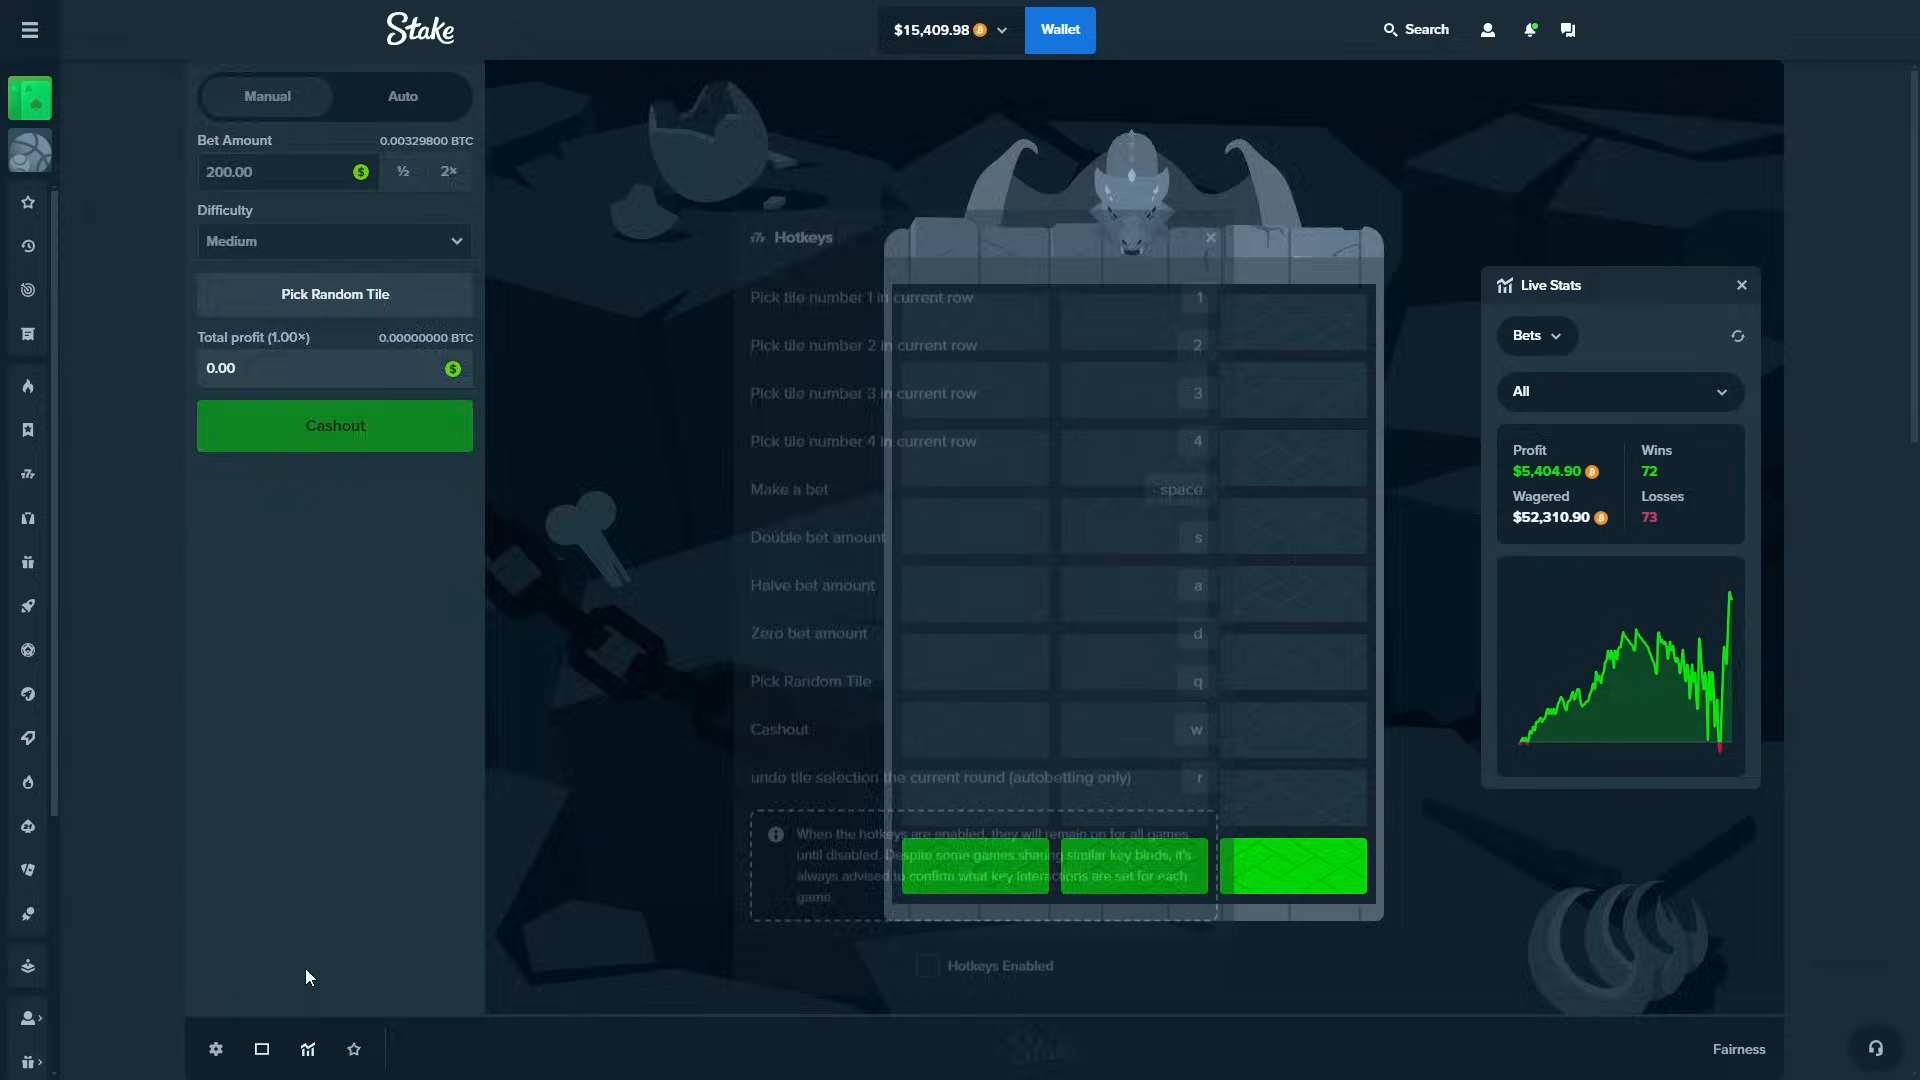 Stake
$15,409.98
Wallet
Search
Manual
Auto
Bet Amount
0.00329800 BTC
200.00
½
2×
Difficulty
Medium
Pick Random Tile
Total profit (1.00×)
0.00000000 BTC
0.00
Cashout
Hotkeys
Pick tile number 1 in current row
1
Pick tile number 2 in current row
2
Pick tile number 3 in current row
3
Pick tile number 4 in current row
4
Make a bet
space
Double bet amount
s
Halve bet amount
a
Zero bet amount
d
Pick Random Tile
q
Cashout
w
undo tile selection the current round (autobetting only)
r
When the hotkeys are enabled, they will remain on for all games
until disabled. Despite some games sharing similar key binds, it's
always advised to confirm what key interactions are set for each
game.
Hotkeys Enabled
Live Stats
Bets
All
Profit
Wins
$5,404.90
72
Wagered
Losses
$52,310.90
73
Fairness